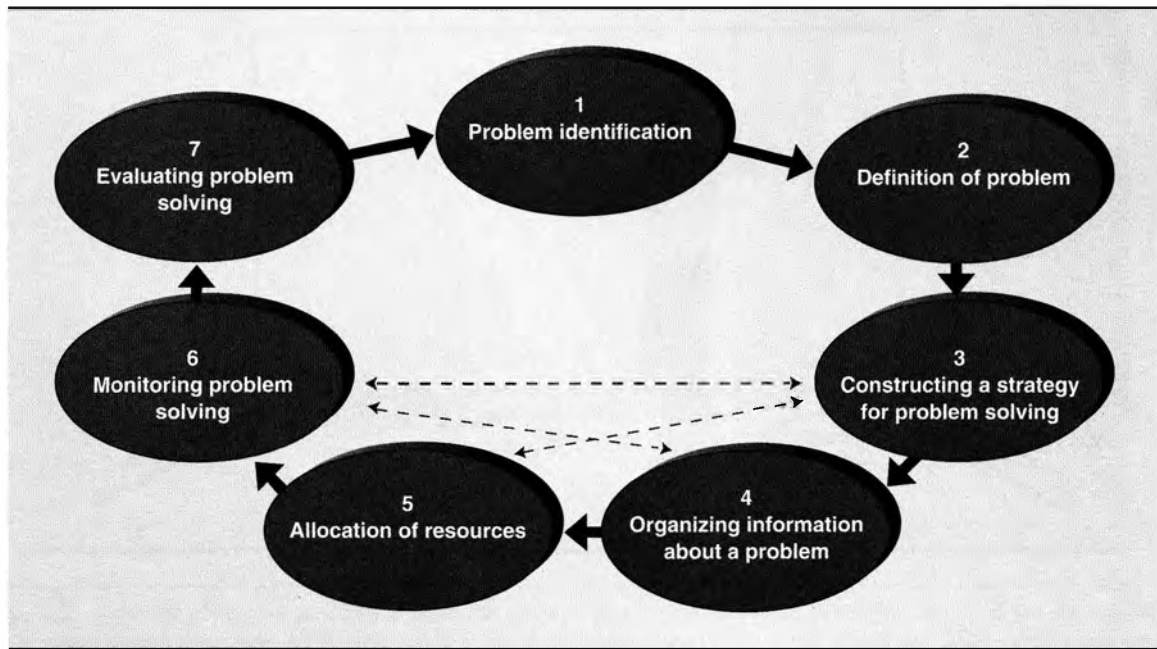 1
Problem identification
2
Definition of problem
3
Constructing a strategy
for problem solving
4
Organizing information
about a problem
5
Allocation of resources
6
Monitoring problem
solving
7
Evaluating problem
solving